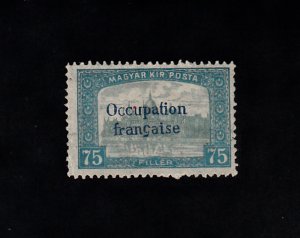 MAGYAR KIR POSTA
Occupation
française
75 75
FILLÉR